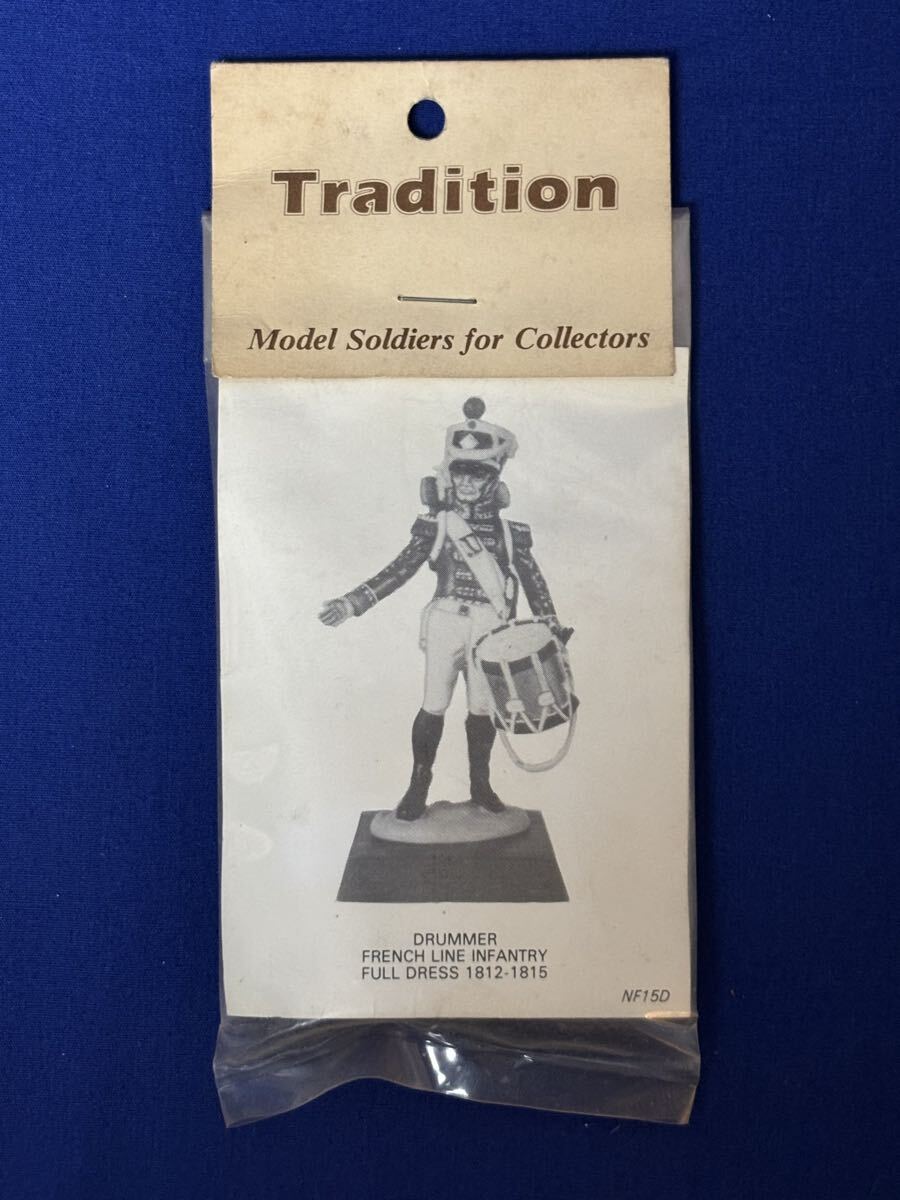 Tradition
Model Soldiers for Collectors
DRUMMER
FRENCH LINE INFANTRY
FULL DRESS 1812-1815
NF15D